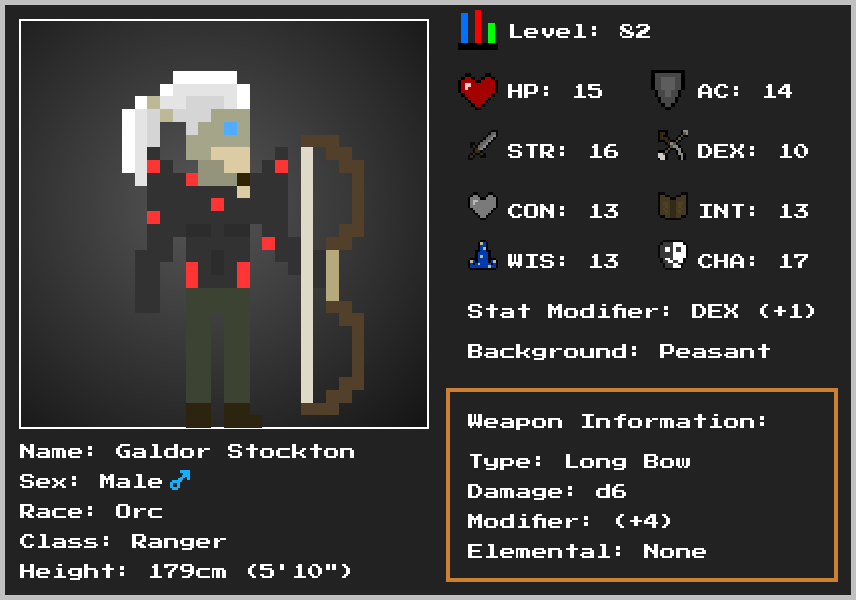 Level: 82
HP: 15
AC: 14
STR: 16
DEX: 10
CON: 13
INT: 13
WIS: 13
CHA: 17
Stat Modifier: DEX (+1)
Background: Peasant
Weapon Information:
Type: Long Bow
Damage: d6
Modifier: (+4)
Elemental: None
Name: Galdor Stockton
Sex: Male♂
Race: Orc
Class: Ranger
Height: 179cm (5'10")